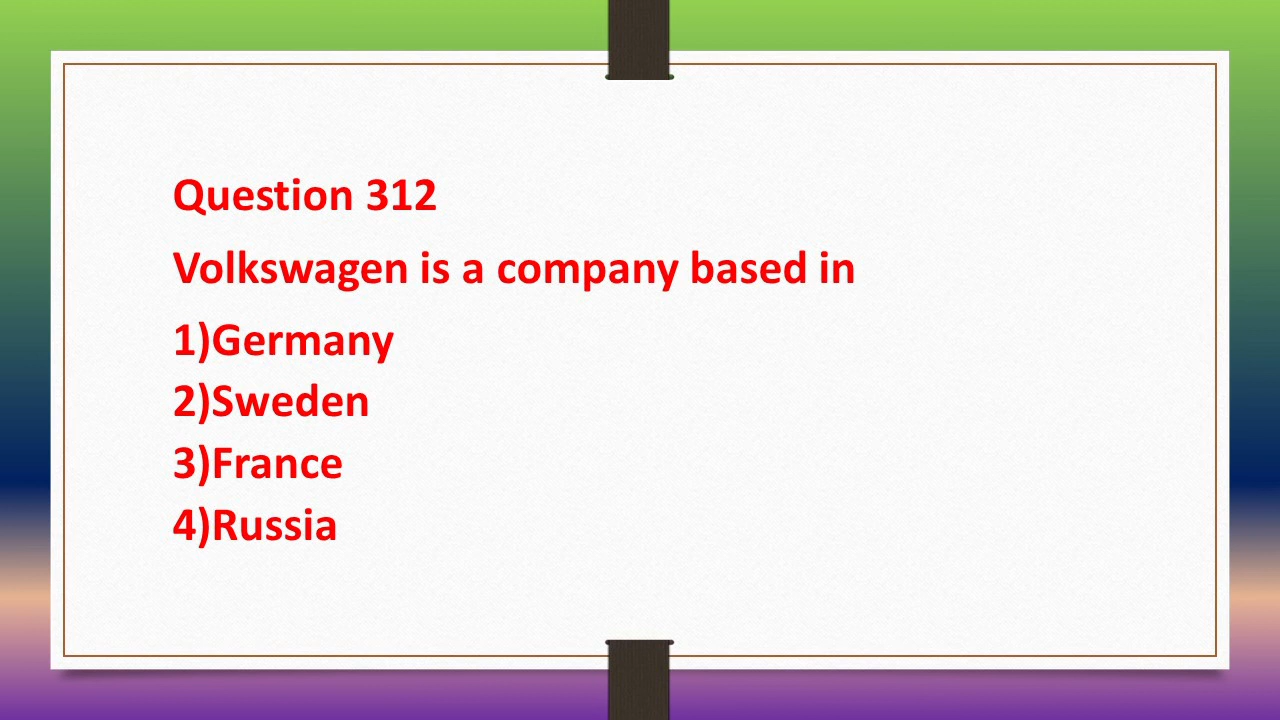 Question 312
Volkswagen is a company based in
1)Germany
2)Sweden
3)France
4)Russia